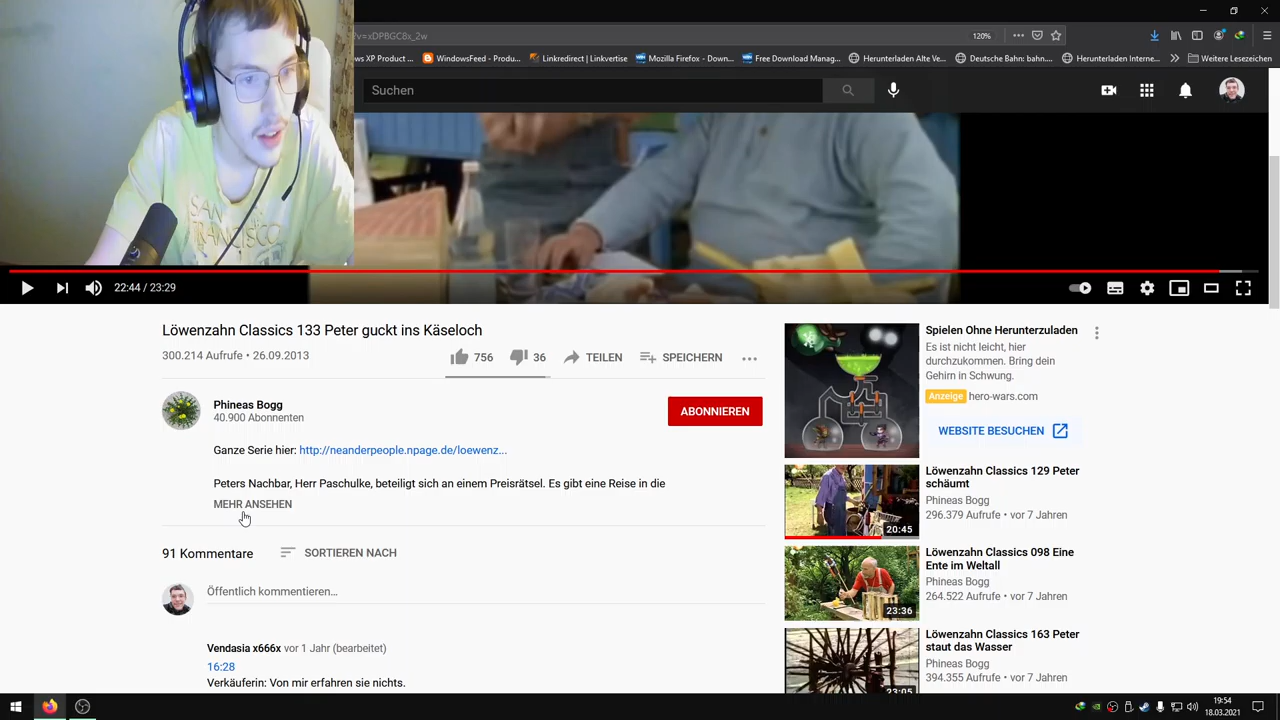 v=xDPBGC8x_2w
120%
ws XP Product ...
WindowsFeed - Produ...
Linkredirect | Linkvertise
Mozilla Firefox - Down...
Free Download Manag...
Herunterladen Alte Ve...
Deutsche Bahn: bahn....
Herunterladen Interne...
Weitere Lesezeichen
Suchen
SAN
FRANCISCO
22:44 / 23:29
Löwenzahn Classics 133 Peter guckt ins Käseloch
300.214 Aufrufe • 26.09.2013
756
36
TEILEN
SPEICHERN
Phineas Bogg
40.900 Abonnenten
ABONNIEREN
Ganze Serie hier: http://neanderpeople.npage.de/loewenz...
Peters Nachbar, Herr Paschulke, beteiligt sich an einem Preisrätsel. Es gibt eine Reise in die
MEHR ANSEHEN
91 Kommentare
SORTIEREN NACH
Öffentlich kommentieren...
Vendasia x666x vor 1 Jahr (bearbeitet)
16:28
Verkäuferin: Von mir erfahren sie nichts.
Spielen Ohne Herunterzuladen
Es ist nicht leicht, hier
durchzukommen. Bring dein
Gehirn in Schwung.
Anzeige hero-wars.com
WEBSITE BESUCHEN
Löwenzahn Classics 129 Peter
schäumt
Phineas Bogg
296.379 Aufrufe • vor 7 Jahren
20:45
Löwenzahn Classics 098 Eine
Ente im Weltall
Phineas Bogg
264.522 Aufrufe • vor 7 Jahren
23:36
Löwenzahn Classics 163 Peter
staut das Wasser
Phineas Bogg
394.355 Aufrufe • vor 7 Jahren
23:05
19:54
18.03.2021